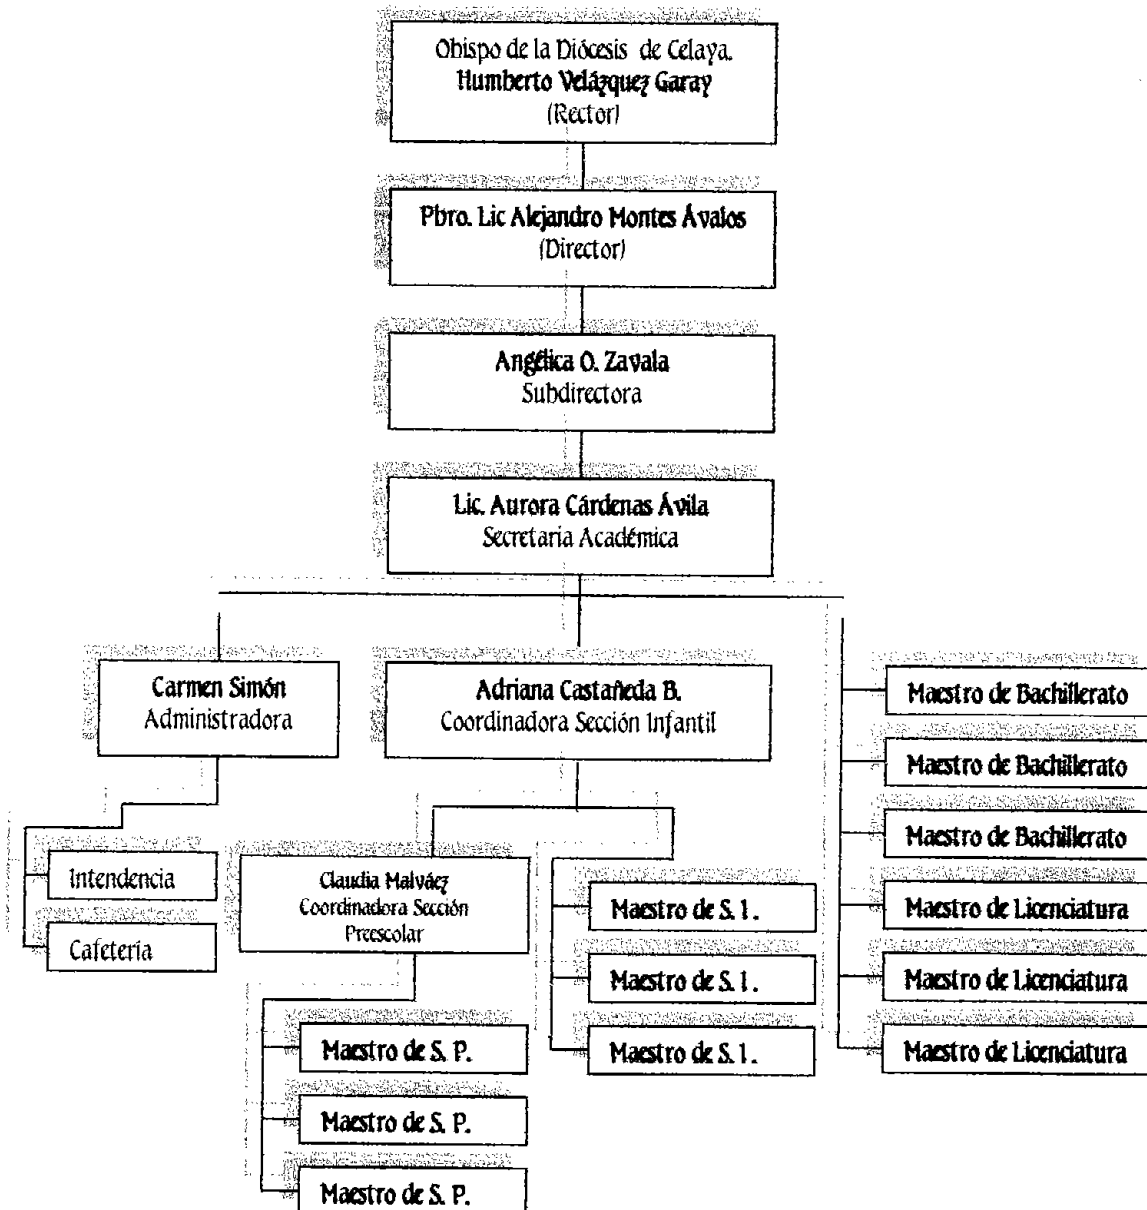 Obispo de la Diócesis de Celaya.
Humberto Velázquez Garay
(Rector)
Pbro. Lic Alejandro Montes Ávalos
(Director)
Angélica O. Zavala
Subdirectora
Lic. Aurora Cárdenas Ávila
Secretaria Académica
Carmen Simón
Administradora
Intendencia
Cafetería
Adriana Castañeda B.
Coordinadora Sección Infantil
Claudia Malváez
Coordinadora Sección
Preescolar
Maestro de S. P.
Maestro de S. P.
Maestro de S. P.
Maestro de S. I.
Maestro de S. I.
Maestro de S. I.
Maestro de Bachillerato
Maestro de Bachillerato
Maestro de Bachillerato
Maestro de Licenciatura
Maestro de Licenciatura
Maestro de Licenciatura